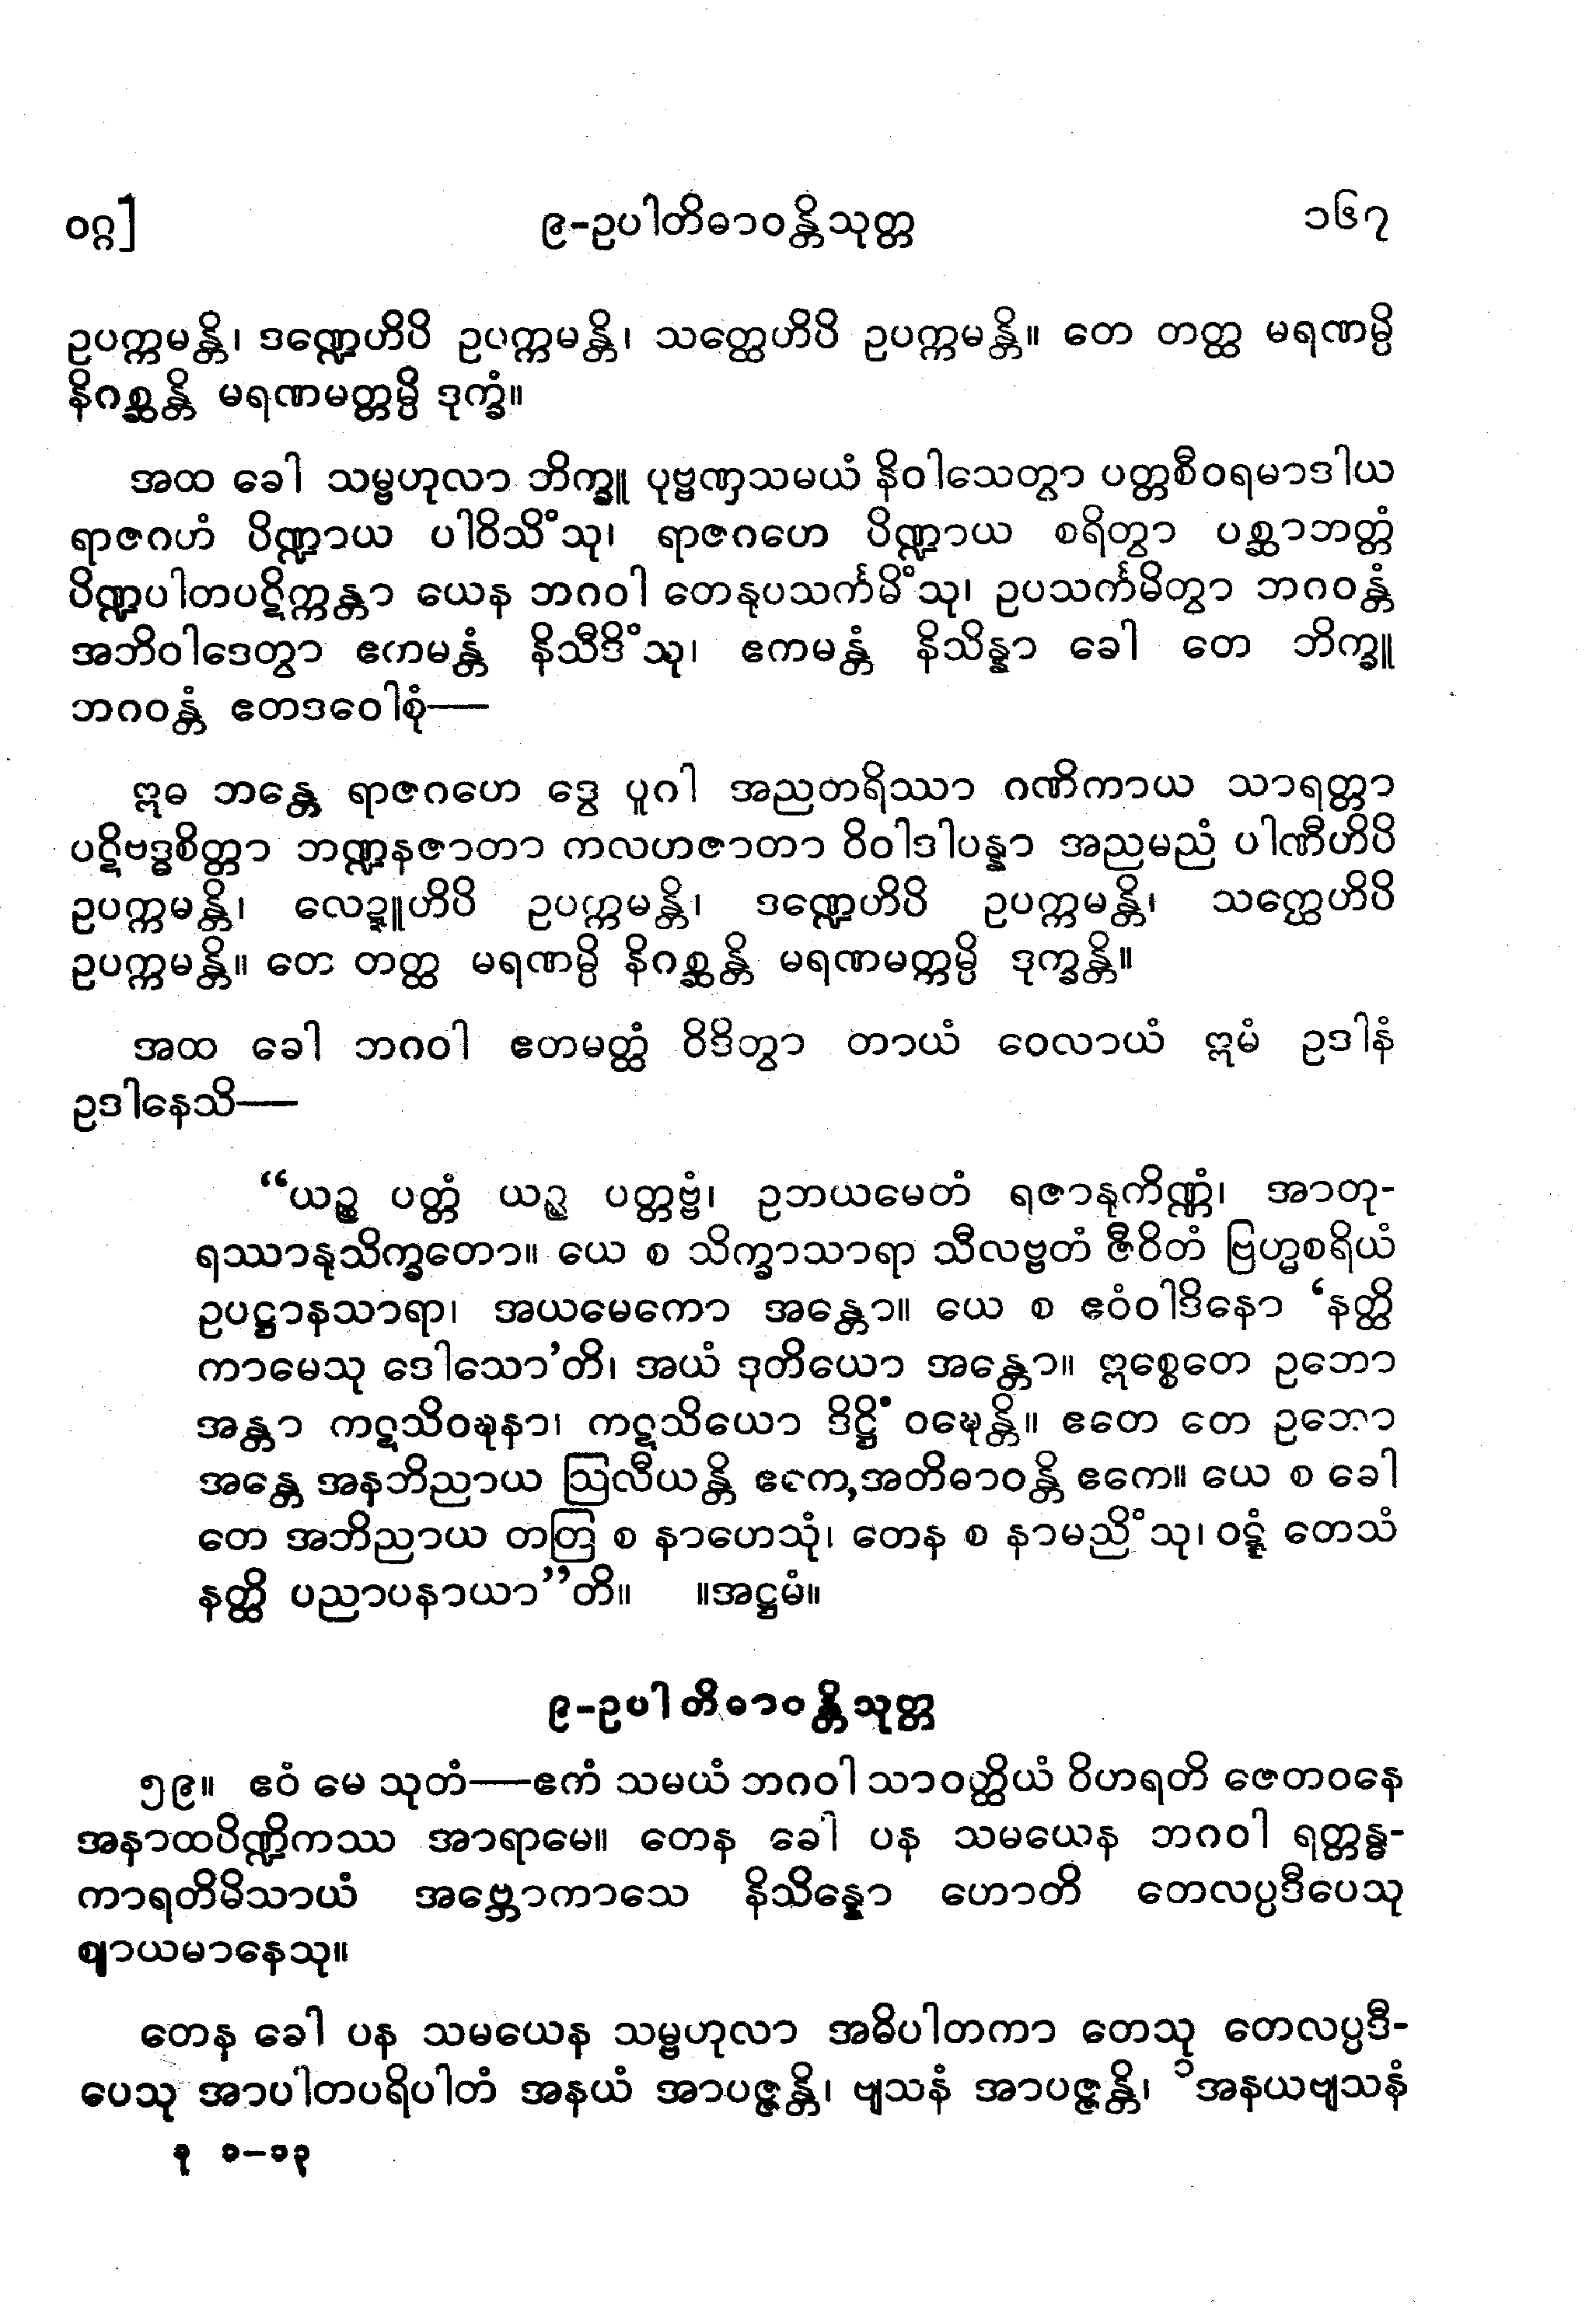 ဝဂ္ဂ]
၉-ဥပါတိဓာဝန္တိသုတ္တ
၁၆၇
ဥပက္ကမန္တိ၊ ဒဏ္ဍေဟိပိ ဥပက္ကမန္တိ၊ သတ္ထေဟိပိ ဥပက္ကမန္တိ။ တေ တတ္ထ မရဏမ္ပိ
နိဂစ္ဆန္တိ မရဏမတ္တမ္ပိ ဒုက္ခံ။
အထ ခေါ သမ္ဗဟုလာ ဘိက္ခူ ပုဗ္ဗဏှသမယံ နိဝါသေတွာ ပတ္တစီဝရမာဒါယ
ရာဇဂဟံ ပိဏ္ဍာယ ပါဝိသိံသု၊ ရာဇဂဟေ ပိဏ္ဍာယ စရိတွာ ပစ္ဆာဘတ္တံ
ပိဏ္ဍပါတပဋိက္ကန္တာ ယေန ဘဂဝါ တေနုပသင်္ကမိံသု၊ ဥပသင်္ကမိတွာ ဘဂဝန္တံ
အဘိဝါဒေတွာ ဧကမန္တံ နိသီဒိံသု၊ ဧကမန္တံ နိသိန္နာ ခေါ တေ ဘိက္ခူ
ဘဂဝန္တံ ဧတဒဝေါစုံ—
ဣဓ ဘန္တေ ရာဇဂဟေ ဒွေ ပူဂါ အညတရိဿာ ဂဏိကာယ သာရတ္တာ
ပဋိဗဒ္ဓစိတ္တာ ဘဏ္ဍနဇာတာ ကလဟဇာတာ ဝိဝါဒါပန္နာ အညမညံ ပါဏီဟိပိ
ဥပက္ကမန္တိ၊ လေဍ္ဍူဟိပိ ဥပက္ကမန္တိ၊ ဒဏ္ဍေဟိပိ ဥပက္ကမန္တိ၊ သတ္ထေဟိပိ
ဥပက္ကမန္တိ။ တေ တတ္ထ မရဏမ္ပိ နိဂစ္ဆန္တိ မရဏမတ္တမ္ပိ ဒုက္ခန္တိ။
အထ ခေါ ဘဂဝါ ဧတမတ္ထံ ဝိဒိတွာ တာယံ ဝေလာယံ ဣမံ ဥဒါနံ
ဥဒါနေသိ—
“ယဉ္စ ပတ္တံ ယဉ္စ ပတ္တဗ္ဗံ၊ ဥဘယမေတံ ရဇာနုကိဏ္ဏံ၊ အာတု-
ရဿာနုသိက္ခတော။ ယေ စ သိက္ခာသာရာ သီလဗ္ဗတံ ဇီဝိတံ ဗြဟ္မစရိယံ
ဥပဋ္ဌာနသာရာ၊ အယမေကော အန္တော။ ယေ စ ဧဝံဝါဒိနော ‘နတ္ထိ
ကာမေသု ဒေါသော’တိ၊ အယံ ဒုတိယော အန္တော။ ဣစ္စေတေ ဥဘော
အန္တာ ကဋသိဝဍ္ဎနာ၊ ကဋသိယော ဒိဋ္ဌိံ ဝဍ္ဎေန္တိ။ ဧတေ တေ ဥဘော
အန္တေ အနဘိညာယ ဩလီယန္တိ ဧကေ,အတိဓာဝန္တိ ဧကေ။ ယေ စ ခေါ
တေ အဘိညာယ တတြ စ နာဟေသုံ၊ တေန စ နာမညိံသု၊ ဝဋ္ဋံ တေသံ
နတ္ထိ ပညာပနာယာ”တိ။ ။အဋ္ဌမံ။
၉-ဥပါတိဓာဝန္တိသုတ္တ
၅၉။ ဧဝံ မေ သုတံ—ဧကံ သမယံ ဘဂဝါ သာဝတ္ထိယံ ဝိဟရတိ ဇေတဝနေ
အနာထပိဏ္ဍိကဿ အာရာမေ။ တေန ခေါ ပန သမယေန ဘဂဝါ ရတ္တန္ဓ-
ကာရတိမိသာယံ အဗ္ဘောကာသေ နိသိန္နော ဟောတိ တေလပ္ပဒီပေသု
ဈာယမာနေသု။
တေန ခေါ ပန သမယေန သမ္ဗဟုလာ အဓိပါတကာ တေသု တေလပ္ပဒီ-
ပေသု အာပါတပရိပါတံ အနယံ အာပဇ္ဇန္တိ၊ ဗျသနံ အာပဇ္ဇန္တိ၊ ၁အနယဗျသနံ
ခု ၁–၁၃